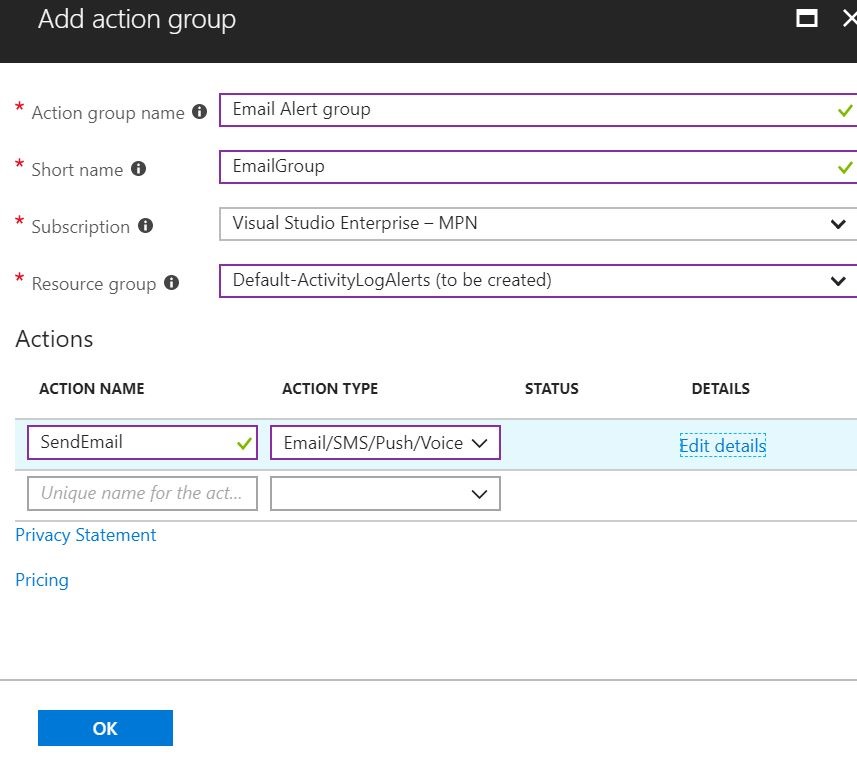 Add action group
* Action group name Email Alert group
* Short name EmailGroup
* Subscription Visual Studio Enterprise – MPN
* Resource group Default-ActivityLogAlerts (to be created)
Actions
ACTION NAME ACTION TYPE STATUS DETAILS
SendEmail Email/SMS/Push/Voice Edit details
Unique name for the act...
Privacy Statement
Pricing
OK